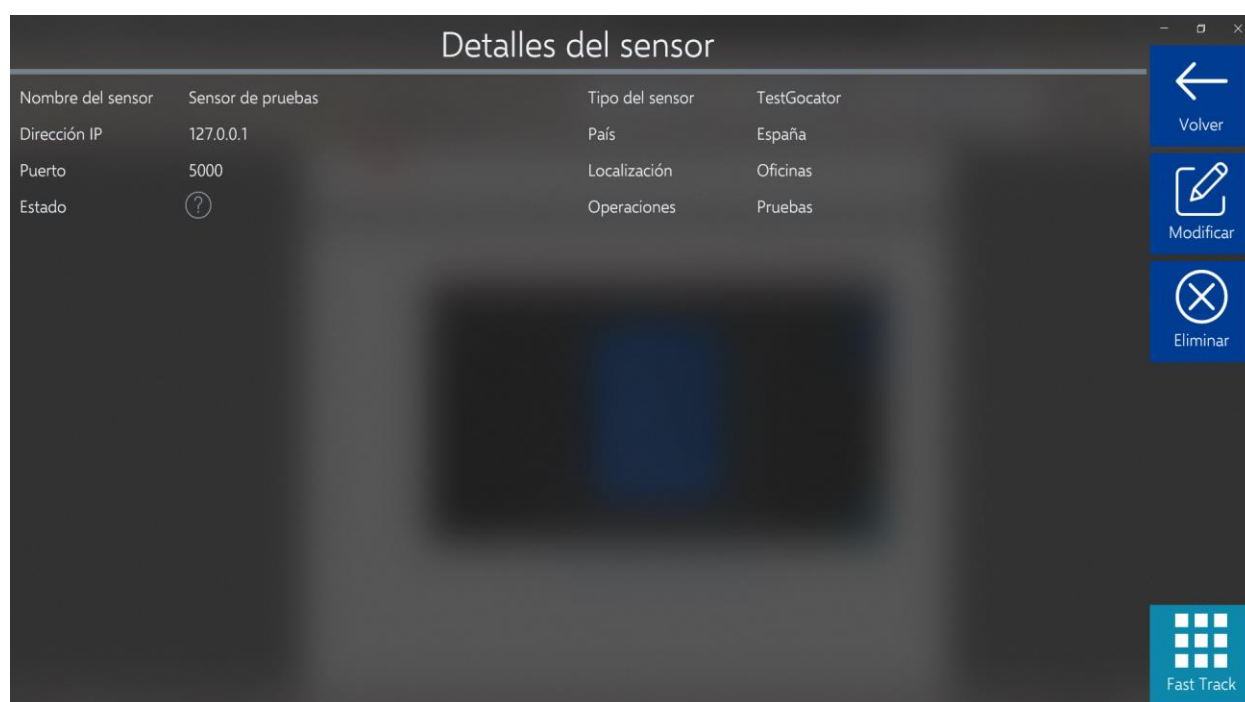 Detalles del sensor
Nombre del sensor Sensor de pruebas Tipo del sensor TestGocator
Dirección IP 127.0.0.1 País España
Puerto 5000 Localización Oficinas
Estado ? Operaciones Pruebas
Volver
Modificar
Eliminar
Fast Track